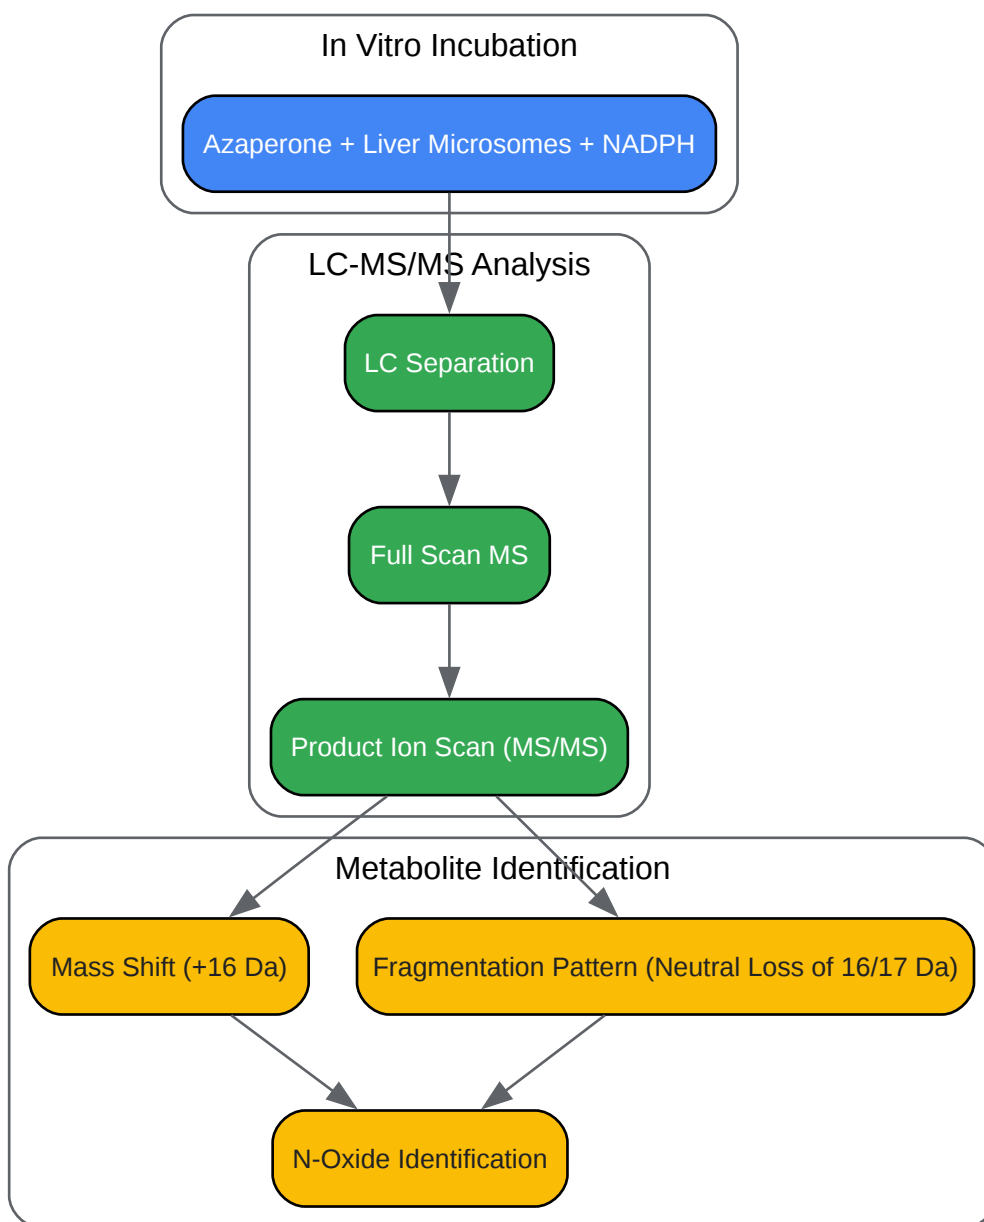 In Vitro Incubation
Azaperone + Liver Microsomes + NADPH
LC-MS/MS Analysis
LC Separation
Full Scan MS
Product Ion Scan (MS/MS)
Metabolite Identification
Mass Shift (+16 Da)
Fragmentation Pattern (Neutral Loss of 16/17 Da)
N-Oxide Identification